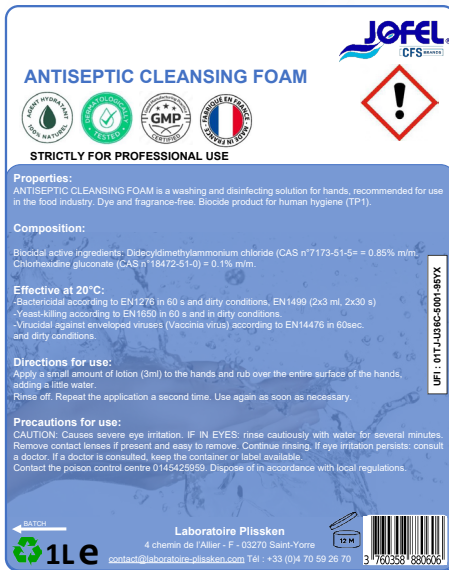 JOFEL®
CFS BRANDS
ANTISEPTIC CLEANSING FOAM
AGENT HYDRATANT
100% NATUREL
DERMATOLOGICALLY
TESTED
Good Manufacturing Practice
GMP
CERTIFIED
FABRIQUÉ EN FRANCE
MADE IN FRANCE
STRICTLY FOR PROFESSIONAL USE
Properties:
ANTISEPTIC CLEANSING FOAM is a washing and disinfecting solution for hands, recommended for use
in the food industry. Dye and fragrance-free. Biocide product for human hygiene (TP1).
Composition:
Biocidal active ingredients: Didecyldimethylammonium chloride (CAS n°7173-51-5= = 0.85% m/m.
Chlorhexidine gluconate (CAS n°18472-51-0) = 0.1% m/m.
Effective at 20°C:
-Bactericidal according to EN1276 in 60 s and dirty conditions, EN1499 (2x3 ml, 2x30 s)
-Yeast-killing according to EN1650 in 60 s and in dirty conditions.
-Virucidal against enveloped viruses (Vaccinia virus) according to EN14476 in 60sec.
and dirty conditions.
UFI : 01TJ-U36C-5001-95YX
Directions for use:
Apply a small amount of lotion (3ml) to the hands and rub over the entire surface of the hands,
adding a little water.
Rinse off. Repeat the application a second time. Use again as soon as necessary.
Precautions for use:
CAUTION: Causes severe eye irritation. IF IN EYES: rinse cautiously with water for several minutes.
Remove contact lenses if present and easy to remove. Continue rinsing. If eye irritation persists: consult
a doctor. If a doctor is consulted, keep the container or label available.
Contact the poison control centre 0145425959. Dispose of in accordance with local regulations.
BATCH
1L e
Laboratoire Plissken
4 chemin de l'Allier - F - 03270 Saint-Yorre
contact@laboratoire-plissken.com Tél : +33 (0)4 70 59 26 70
12 M
3 760358 880606